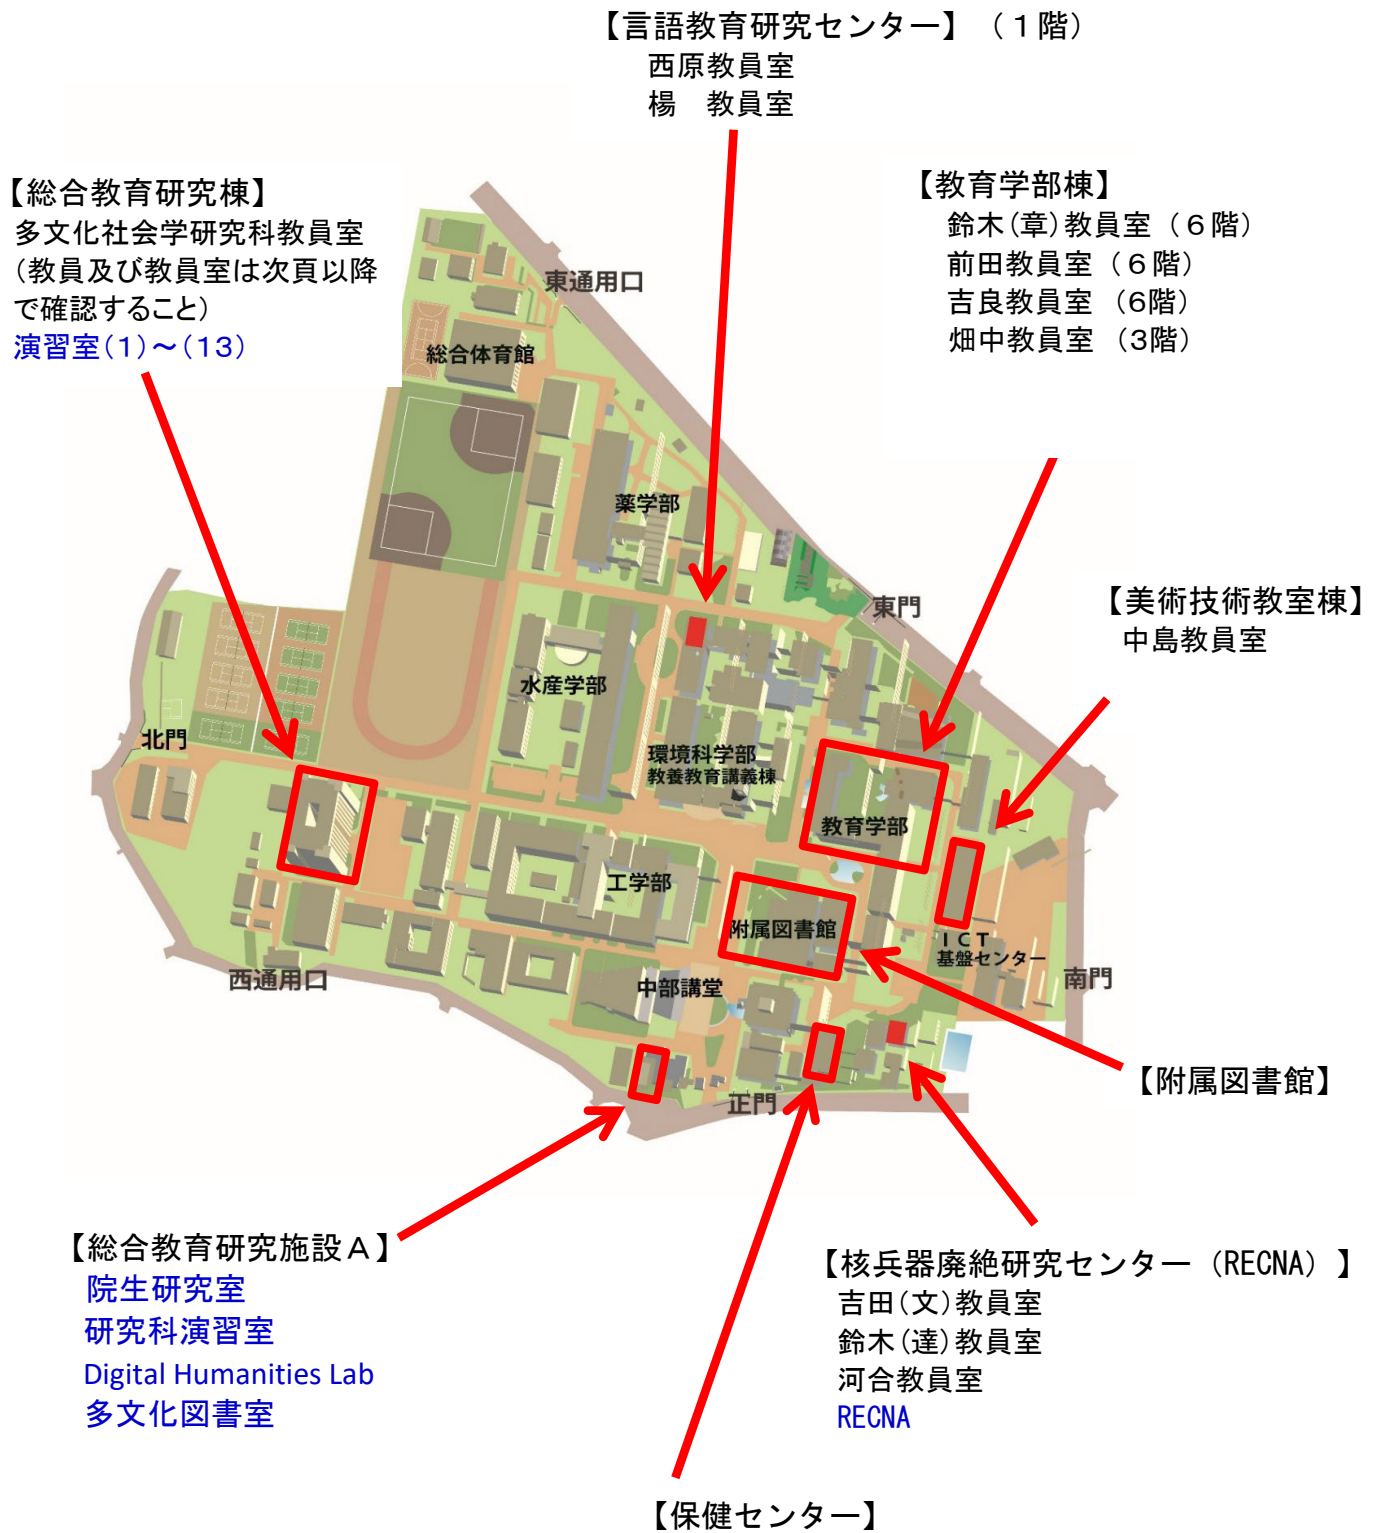 【言語教育研究センター】（１階）
西原教員室
楊　教員室
【総合教育研究棟】
多文化社会学研究科教員室
(教員及び教員室は次頁以降
で確認すること)
演習室(1)～(13)
【教育学部棟】
鈴木(章)教員室（６階）
前田教員室（６階）
吉良教員室（6階）
畑中教員室（3階）
東通用口
総合体育館
薬学部
東門
【美術技術教室棟】
中島教員室
水産学部
北門
環境科学部
教養教育講義棟
教育学部
工学部
附属図書館
ＩＣＴ
基盤センター
西通用口
中部講堂
南門
正門
【附属図書館】
【総合教育研究施設Ａ】
院生研究室
研究科演習室
Digital Humanities Lab
多文化図書室
【核兵器廃絶研究センター（RECNA）】
吉田(文)教員室
鈴木(達)教員室
河合教員室
RECNA
【保健センター】